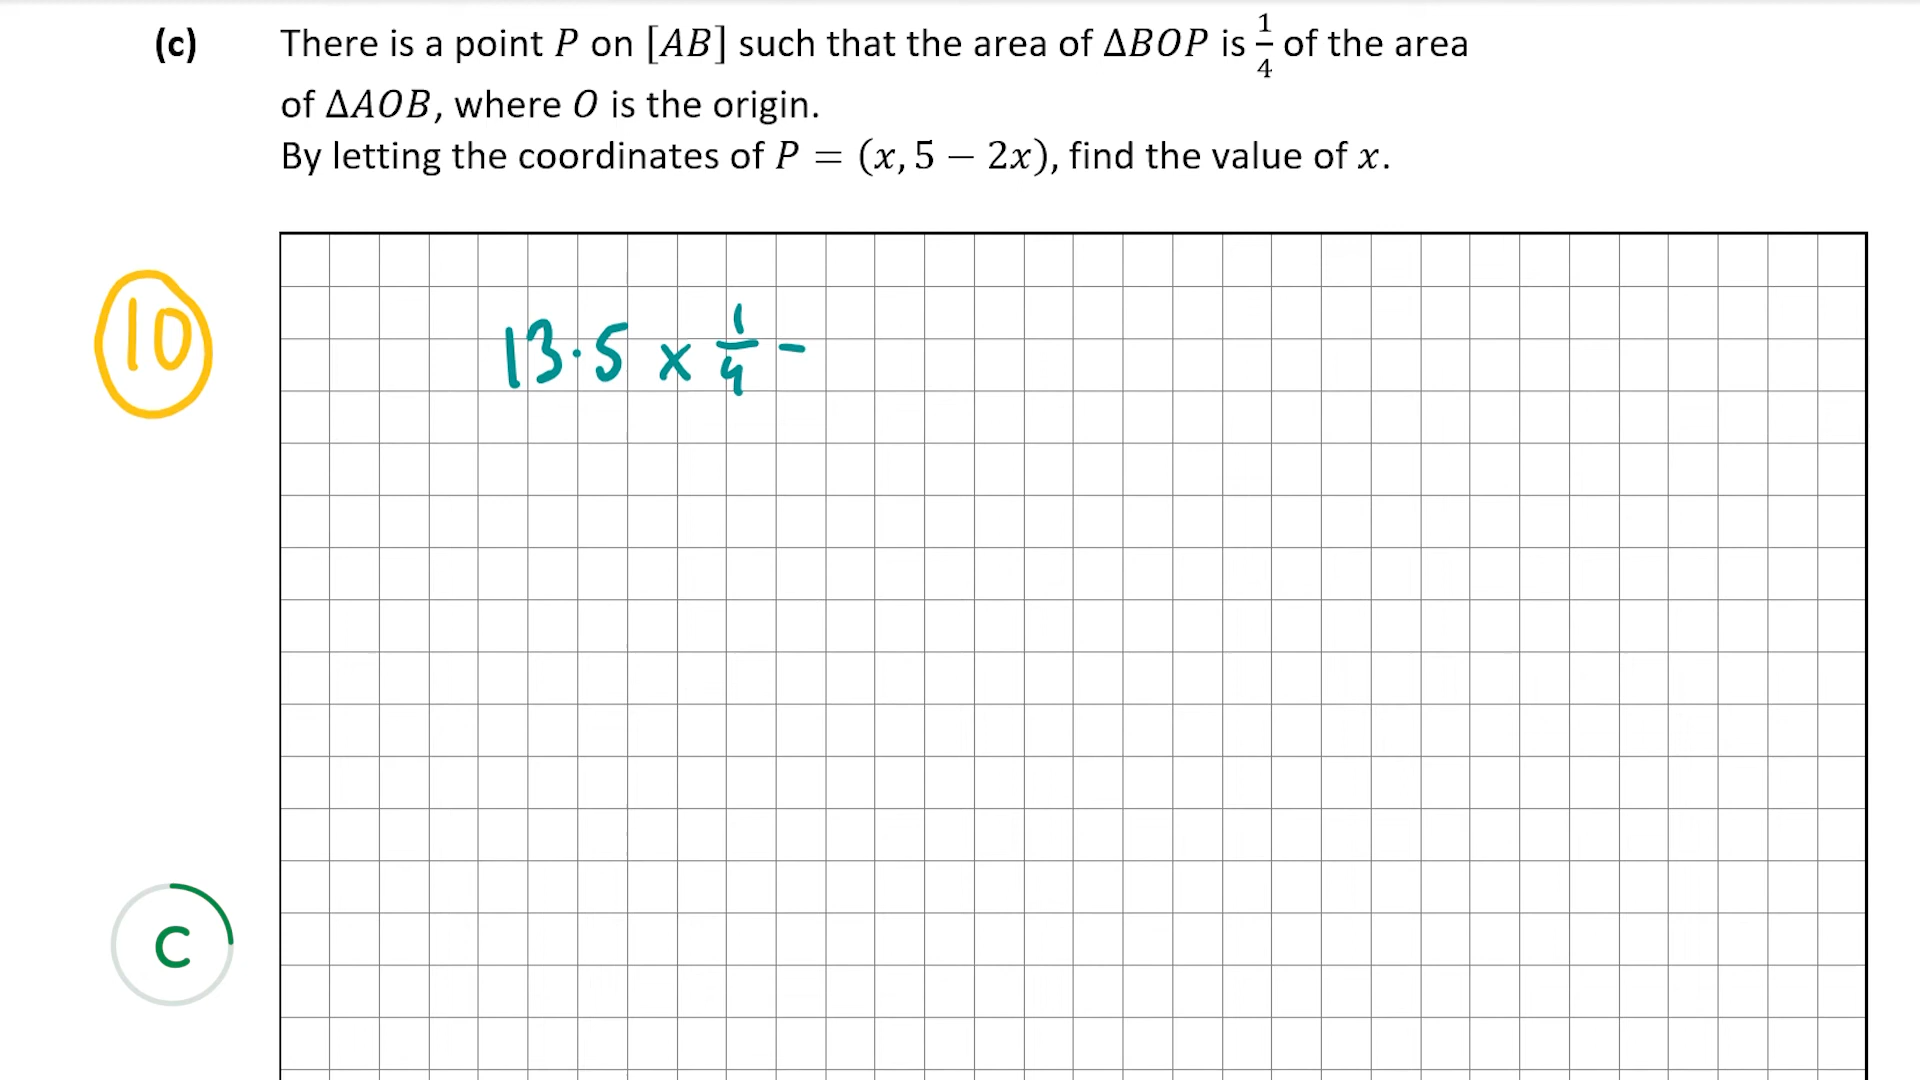 (c) There is a point P on [AB] such that the area of ΔBOP is 1/4 of the area
of ΔAOB, where O is the origin.
By letting the coordinates of P = (x, 5 − 2x), find the value of x.
10
13·5 x 1/4 -
C